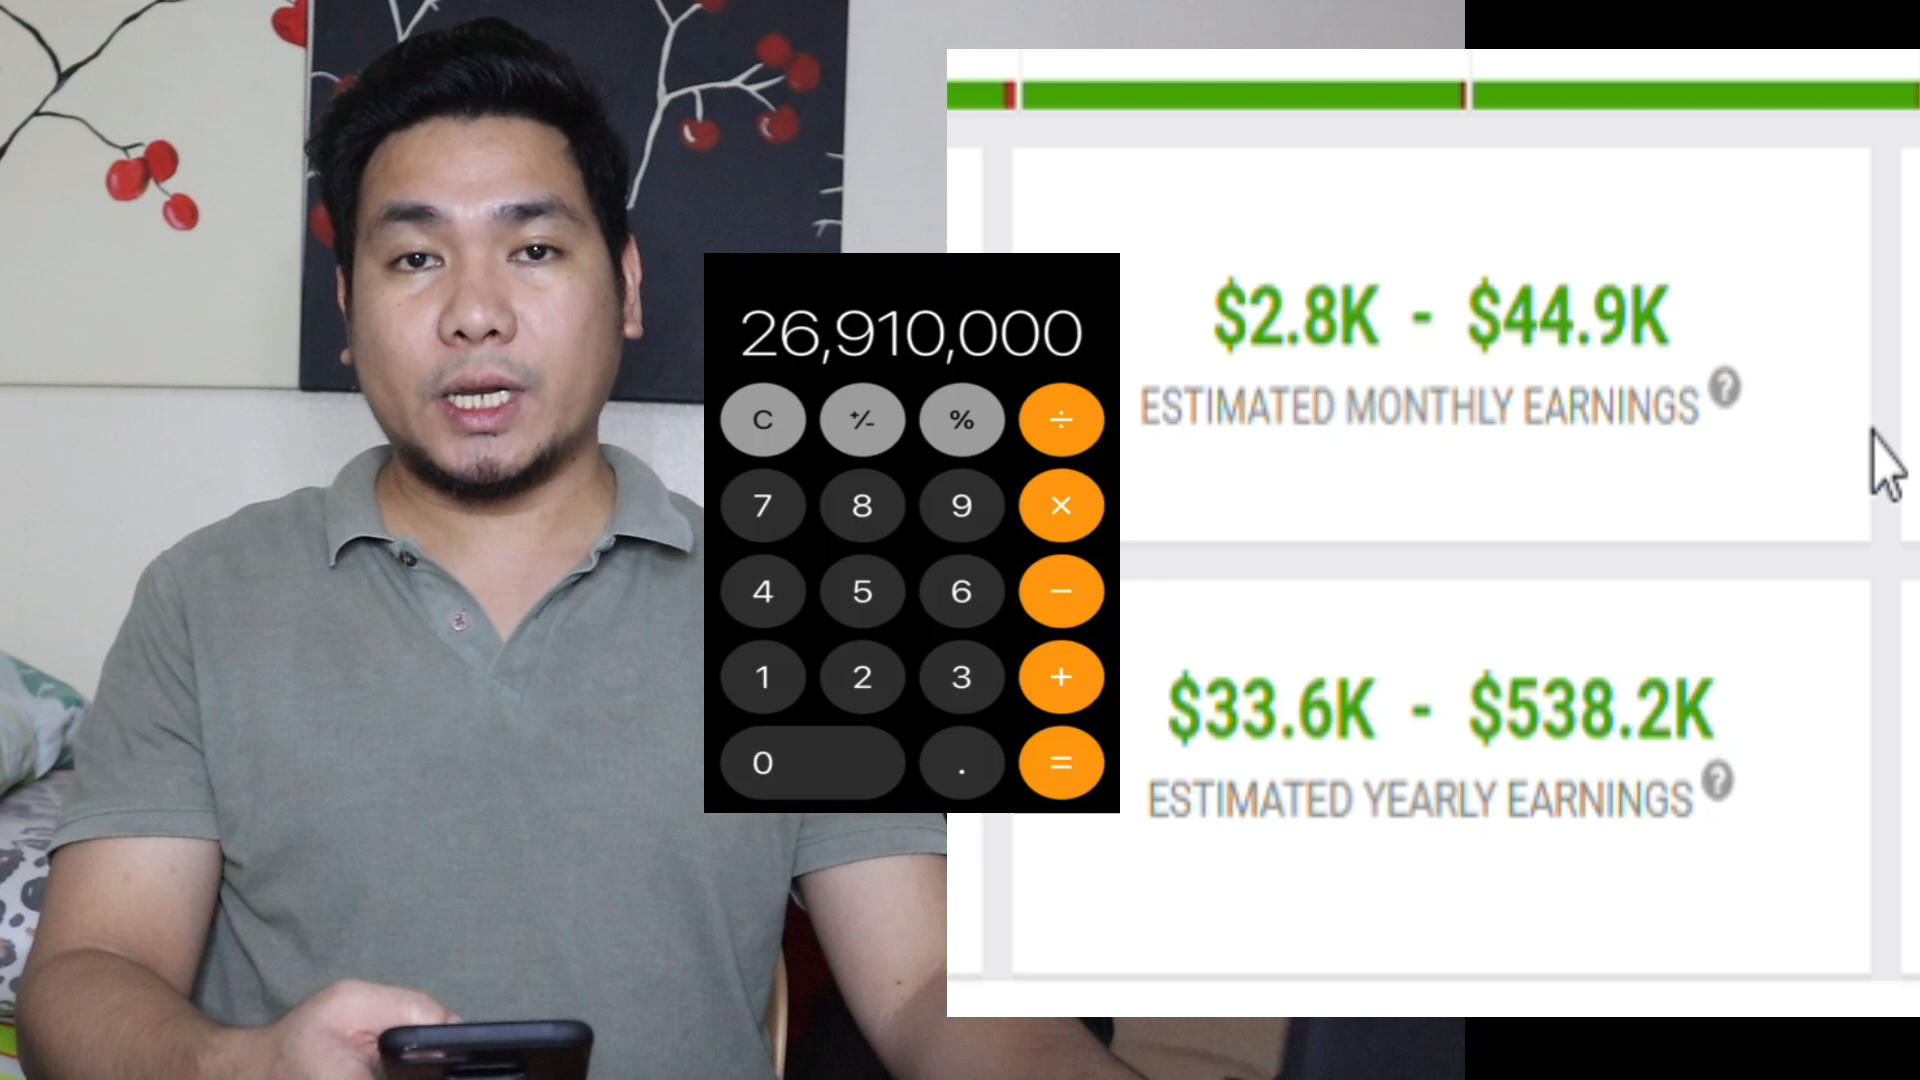 26,910,000
C +/- % ÷
7 8 9 ×
4 5 6 −
1 2 3 +
0 . =
$2.8K - $44.9K
ESTIMATED MONTHLY EARNINGS ?
$33.6K - $538.2K
ESTIMATED YEARLY EARNINGS ?